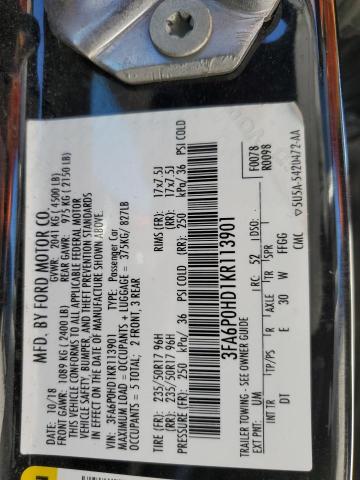 MFD. BY FORD MOTOR CO.
10/18 GVWR: 2041 KG ( 4500 LB)
FRONT GAWR: 1089 KG ( 2400 LB) REAR GAWR: 975 KG ( 2150 LB)
THIS VEHICLE CONFORMS TO ALL APPLICABLE FEDERAL MOTOR
VEHICLE SAFETY, BUMPER, AND THEFT PREVENTION STANDARDS
IN EFFECT ON THE DATE OF MANUFACTURE SHOWN ABOVE.
VIN: 3FA6P0HD1KR113901 Passenger Car
MAXIMUM LOAD = OCCUPANTS + LUGGAGE = 375KG/ 827LB
OCCUPANTS = 5 TOTAL 2 FRONT, 3 REAR
TIRE (FR): 235/50R17 96H RIMS (FR): 17x7.5J
TIRE (RR): 235/50R17 96H RIMS (RR): 17x7.5J
PRESSURE (FR): 250 kPa/ 36 PSI COLD (RR): 250 kPa/ 36 PSI COLD
3FA6P0HD1KR113901
TRAILER TOWING - SEE OWNER GUIDE
F0078
R0098
EXT PNT: UM RC: 52 DSO:
INT TR TP/PS R AXLE TR SPR
DT E 30 W FFGG
CMC
5U5A-5420472-AA